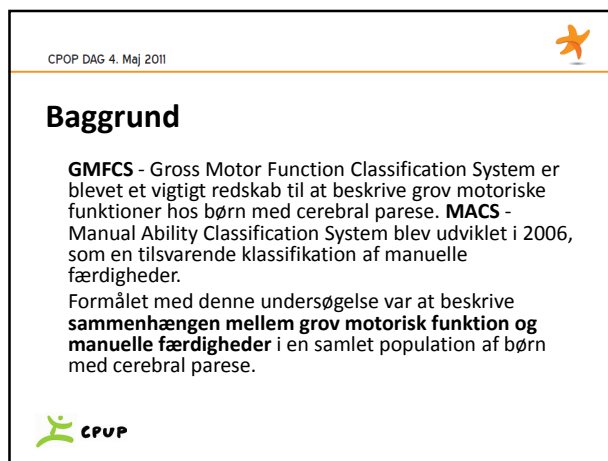 CPOP DAG 4. Maj 2011
Baggrund
GMFCS - Gross Motor Function Classification System er
blevet et vigtigt redskab til at beskrive grov motoriske
funktioner hos børn med cerebral parese. MACS -
Manual Ability Classification System blev udviklet i 2006,
som en tilsvarende klassifikation af manuelle
færdigheder.
Formålet med denne undersøgelse var at beskrive
sammenhængen mellem grov motorisk funktion og
manuelle færdigheder i en samlet population af børn
med cerebral parese.
CPUP